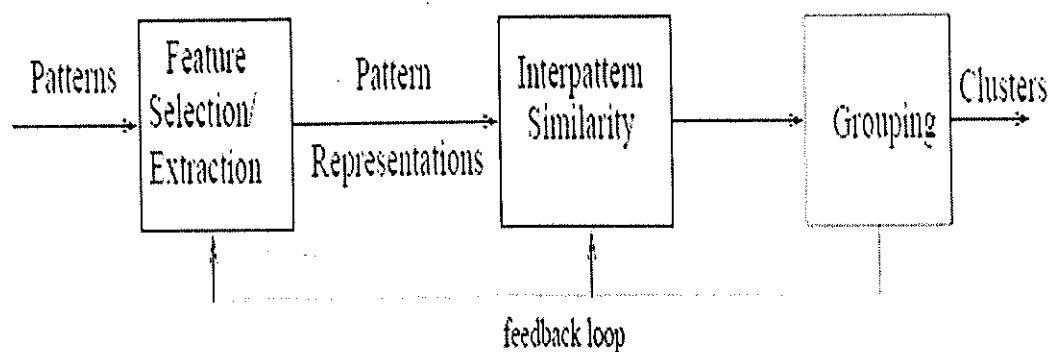 Patterns
Feature
Selection/
Extraction
Pattern
Representations
Interpattern
Similarity
Grouping
Clusters
feedback loop